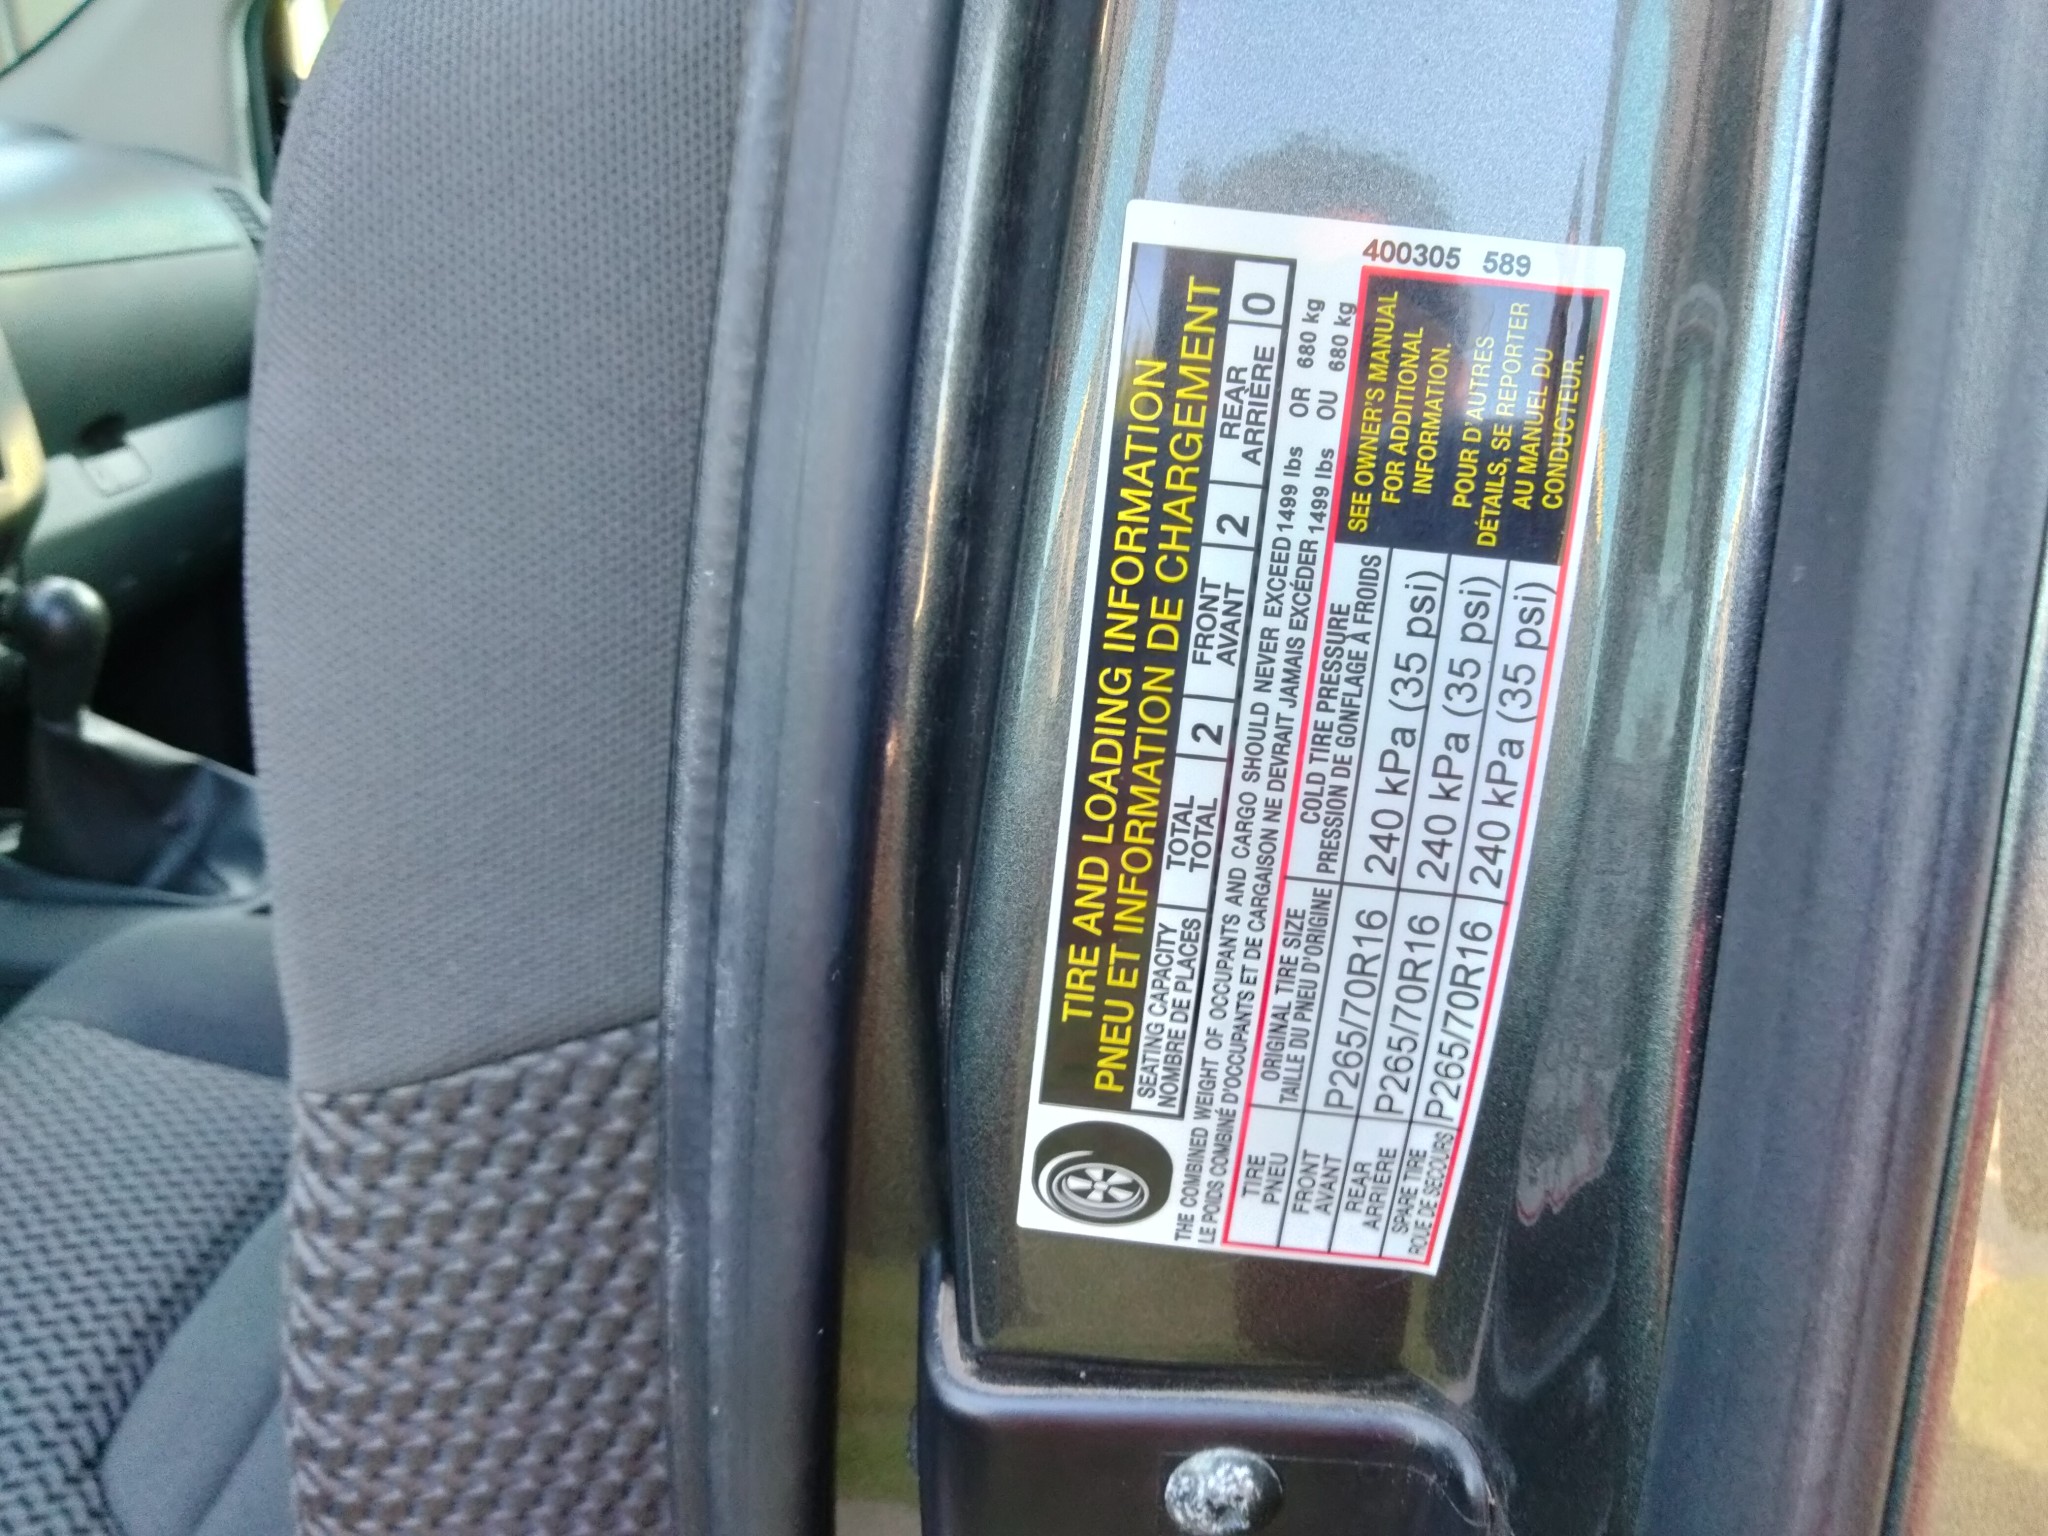 TIRE AND LOADING INFORMATION
PNEU ET INFORMATION DE CHARGEMENT
SEATING CAPACITY
NOMBRE DE PLACES
TOTAL
TOTAL
2
FRONT
AVANT
2
REAR
ARRIÈRE
0
THE COMBINED WEIGHT OF OCCUPANTS AND CARGO SHOULD NEVER EXCEED 1499 lbs OR 680 kg
LE POIDS COMBINÉ D'OCCUPANTS ET DE CARGAISON NE DEVRAIT JAMAIS EXCÉDER 1499 lbs OU 680 kg
TIRE
PNEU
ORIGINAL TIRE SIZE
TAILLE DU PNEU D'ORIGINE
COLD TIRE PRESSURE
PRESSION DE GONFLAGE À FROIDS
FRONT
AVANT
P265/70R16
240 kPa (35 psi)
REAR
ARRIÈRE
P265/70R16
240 kPa (35 psi)
SPARE TIRE
ROUE DE SECOURS
P265/70R16
240 kPa (35 psi)
SEE OWNER'S MANUAL
FOR ADDITIONAL
INFORMATION.
POUR D'AUTRES
DÉTAILS, SE REPORTER
AU MANUEL DU
CONDUCTEUR.
400305 589